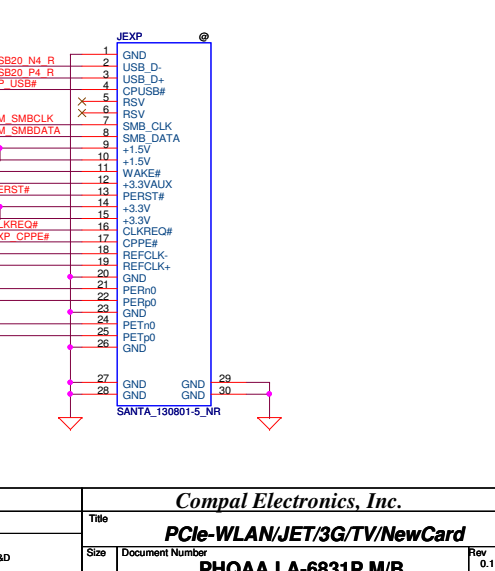 JEXP @
1 GND
SB20_N4_R 2 USB_D-
SB20_P4_R 3 USB_D+
P_USB# 4 CPUSB#
5 RSV
6 RSV
M_SMBCLK 7 SMB_CLK
M_SMBDATA 8 SMB_DATA
9 +1.5V
10 +1.5V
11 WAKE#
12 +3.3VAUX
ERST# 13 PERST#
14 +3.3V
15 +3.3V
LKREQ# 16 CLKREQ#
XP_CPPE# 17 CPPE#
18 REFCLK-
19 REFCLK+
20 GND
21 PERn0
22 PERp0
23 GND
24 PETn0
25 PETp0
26 GND
27 GND GND 29
28 GND GND 30
SANTA_130801-5_NR
Compal Electronics, Inc.
Title
PCIe-WLAN/JET/3G/TV/NewCard
&D Size Document Number Rev
PHQAA LA-6831P M/B 0.1